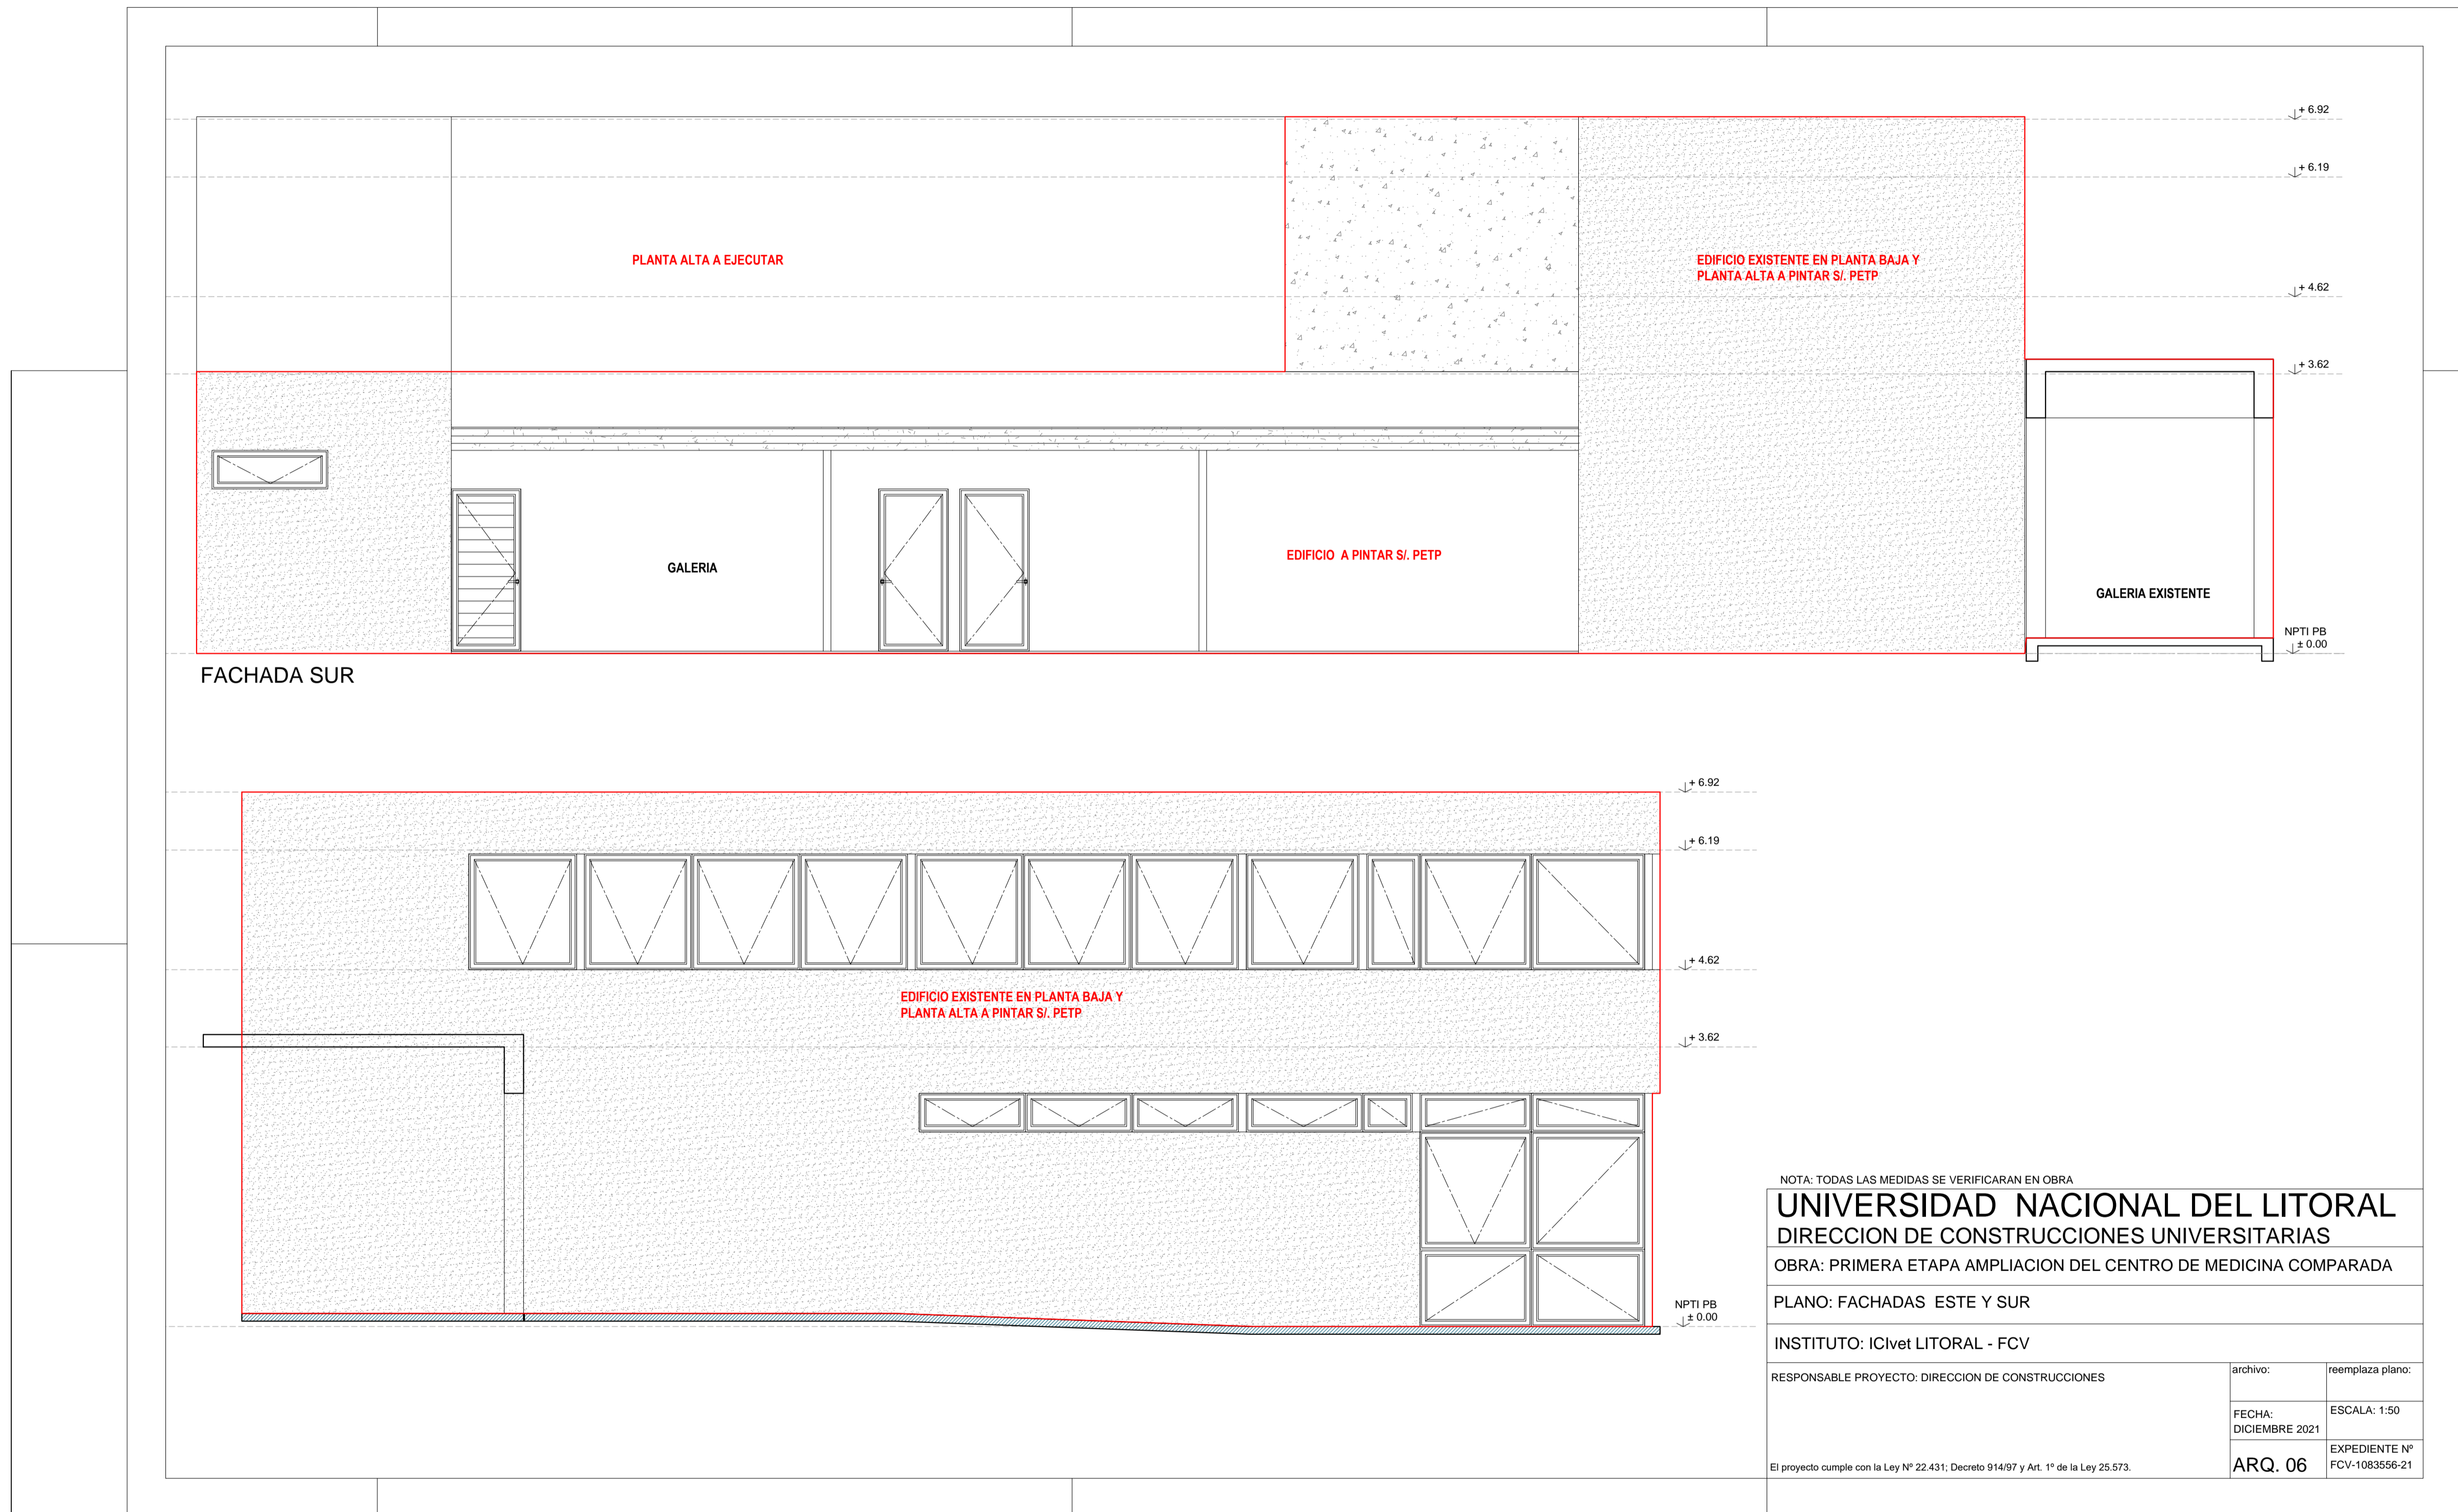 + 6.92
+ 6.19
PLANTA ALTA A EJECUTAR
EDIFICIO EXISTENTE EN PLANTA BAJA Y
PLANTA ALTA A PINTAR S/. PETP
+ 4.62
+ 3.62
EDIFICIO A PINTAR S/. PETP
GALERIA
GALERIA EXISTENTE
NPTI PB
± 0.00
FACHADA SUR
+ 6.92
+ 6.19
+ 4.62
EDIFICIO EXISTENTE EN PLANTA BAJA Y
PLANTA ALTA A PINTAR S/. PETP
+ 3.62
NPTI PB
± 0.00
NOTA: TODAS LAS MEDIDAS SE VERIFICARAN EN OBRA
UNIVERSIDAD NACIONAL DEL LITORAL
DIRECCION DE CONSTRUCCIONES UNIVERSITARIAS
OBRA: PRIMERA ETAPA AMPLIACION DEL CENTRO DE MEDICINA COMPARADA
PLANO: FACHADAS ESTE Y SUR
INSTITUTO: ICIvet LITORAL - FCV
RESPONSABLE PROYECTO: DIRECCION DE CONSTRUCCIONES
archivo:
reemplaza plano:
FECHA:
DICIEMBRE 2021
ESCALA: 1:50
El proyecto cumple con la Ley Nº 22.431; Decreto 914/97 y Art. 1º de la Ley 25.573.
ARQ. 06
EXPEDIENTE Nº
FCV-1083556-21